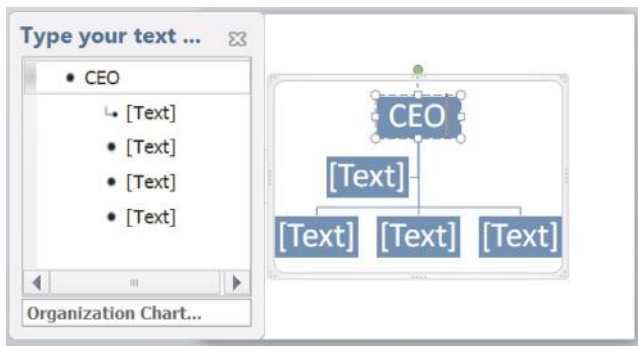 Type your text ...
CEO
[Text]
[Text]
[Text]
[Text]
Organization Chart...
CEO
[Text]
[Text] [Text] [Text]